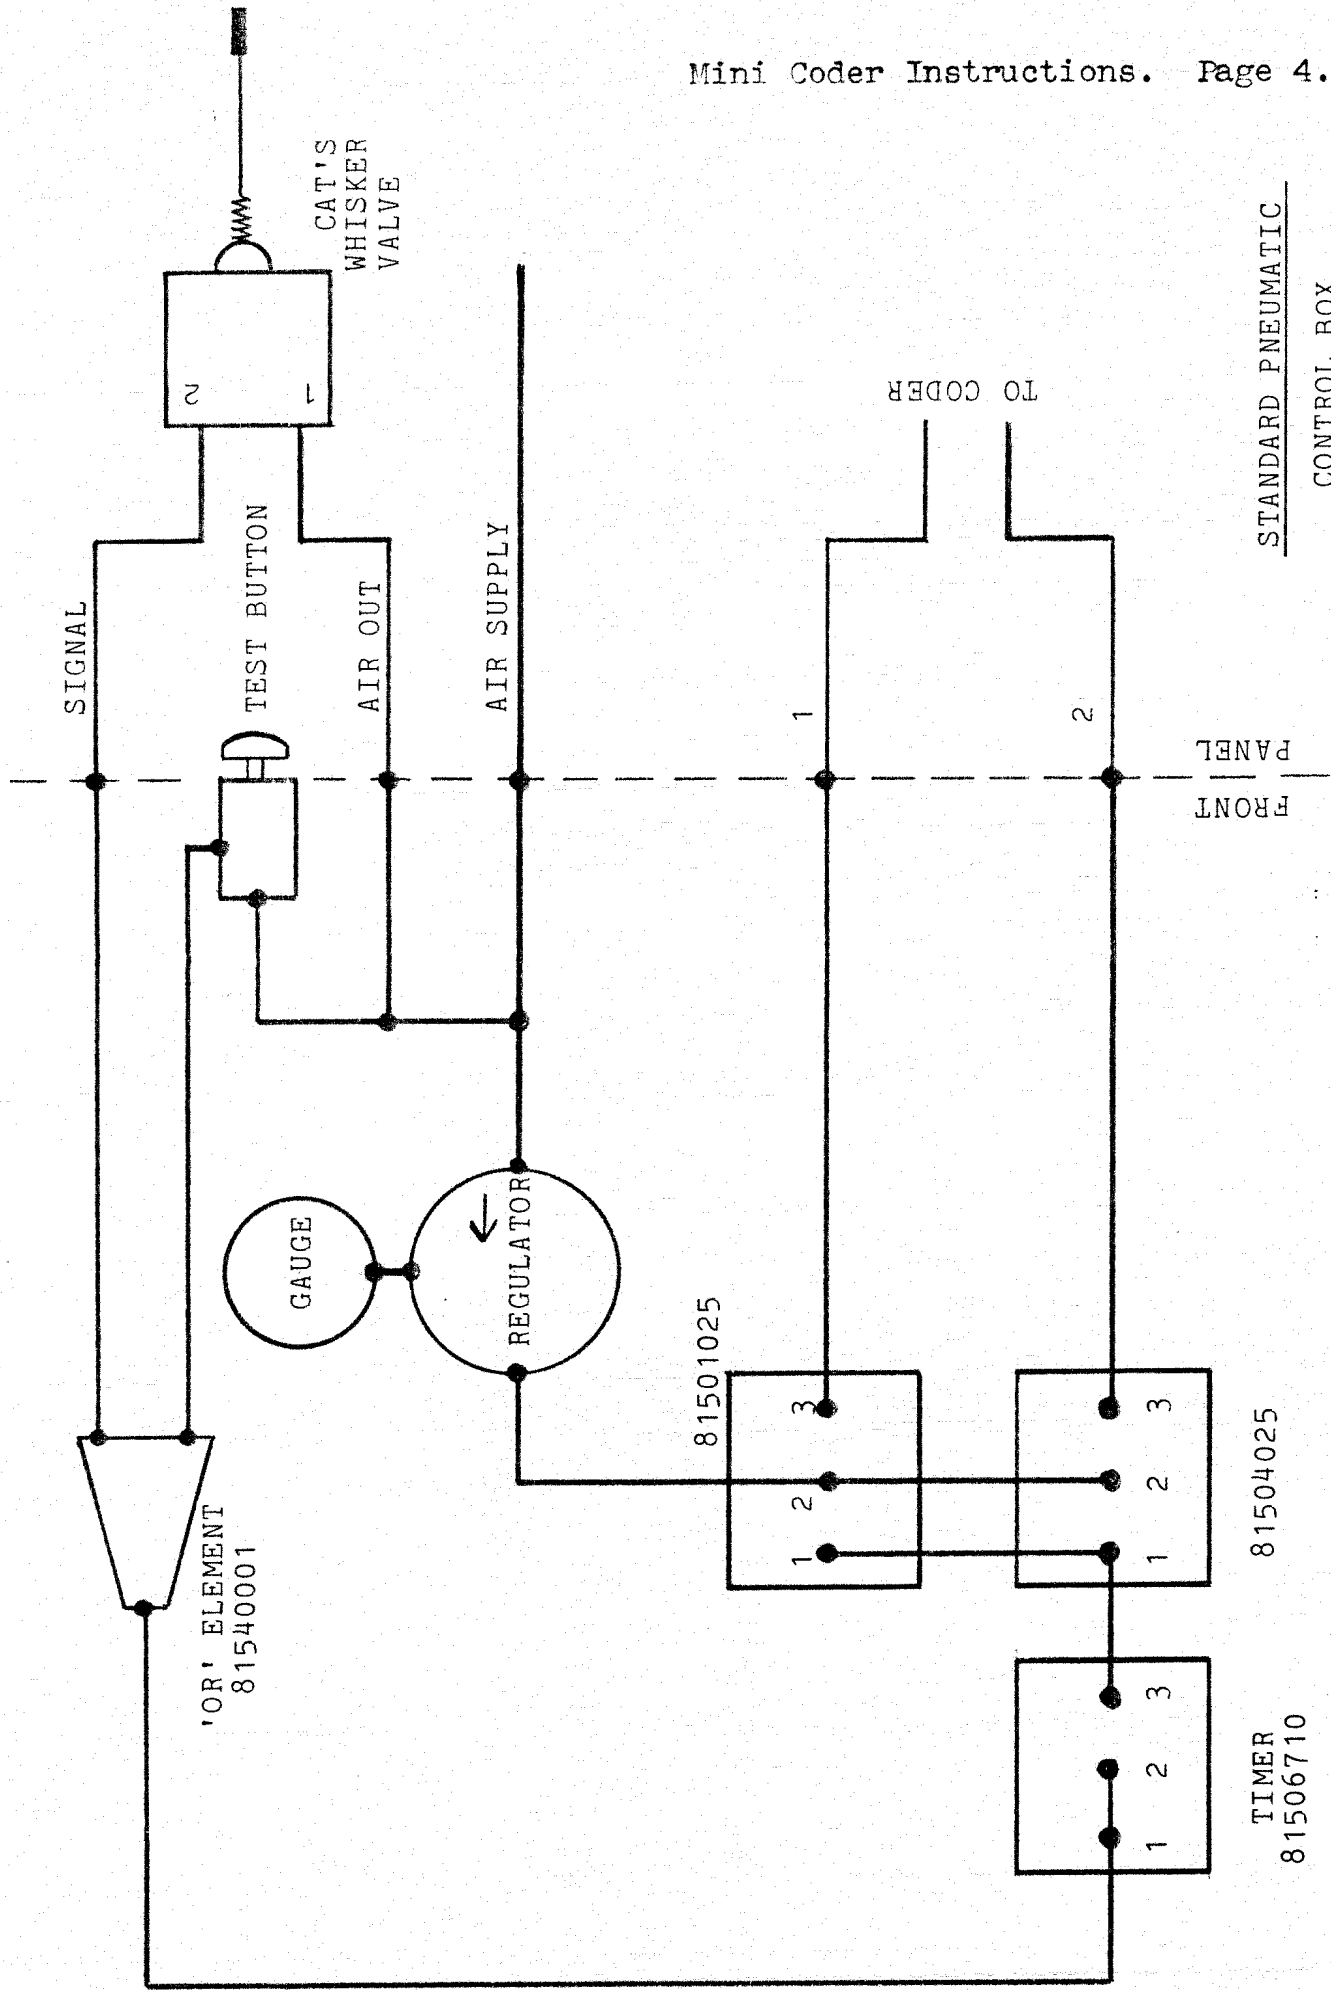 Mini Coder Instructions. Page 4.
CAT'S
WHISKER
VALVE
2
1
SIGNAL
TEST BUTTON
AIR OUT
AIR SUPPLY
TO CODER
1
2
FRONT
PANEL
GAUGE
REGULATOR
'OR' ELEMENT
81540001
81501025
1
2
3
81504025
1
2
3
TIMER
81506710
1
2
3
STANDARD PNEUMATIC
CONTROL BOX